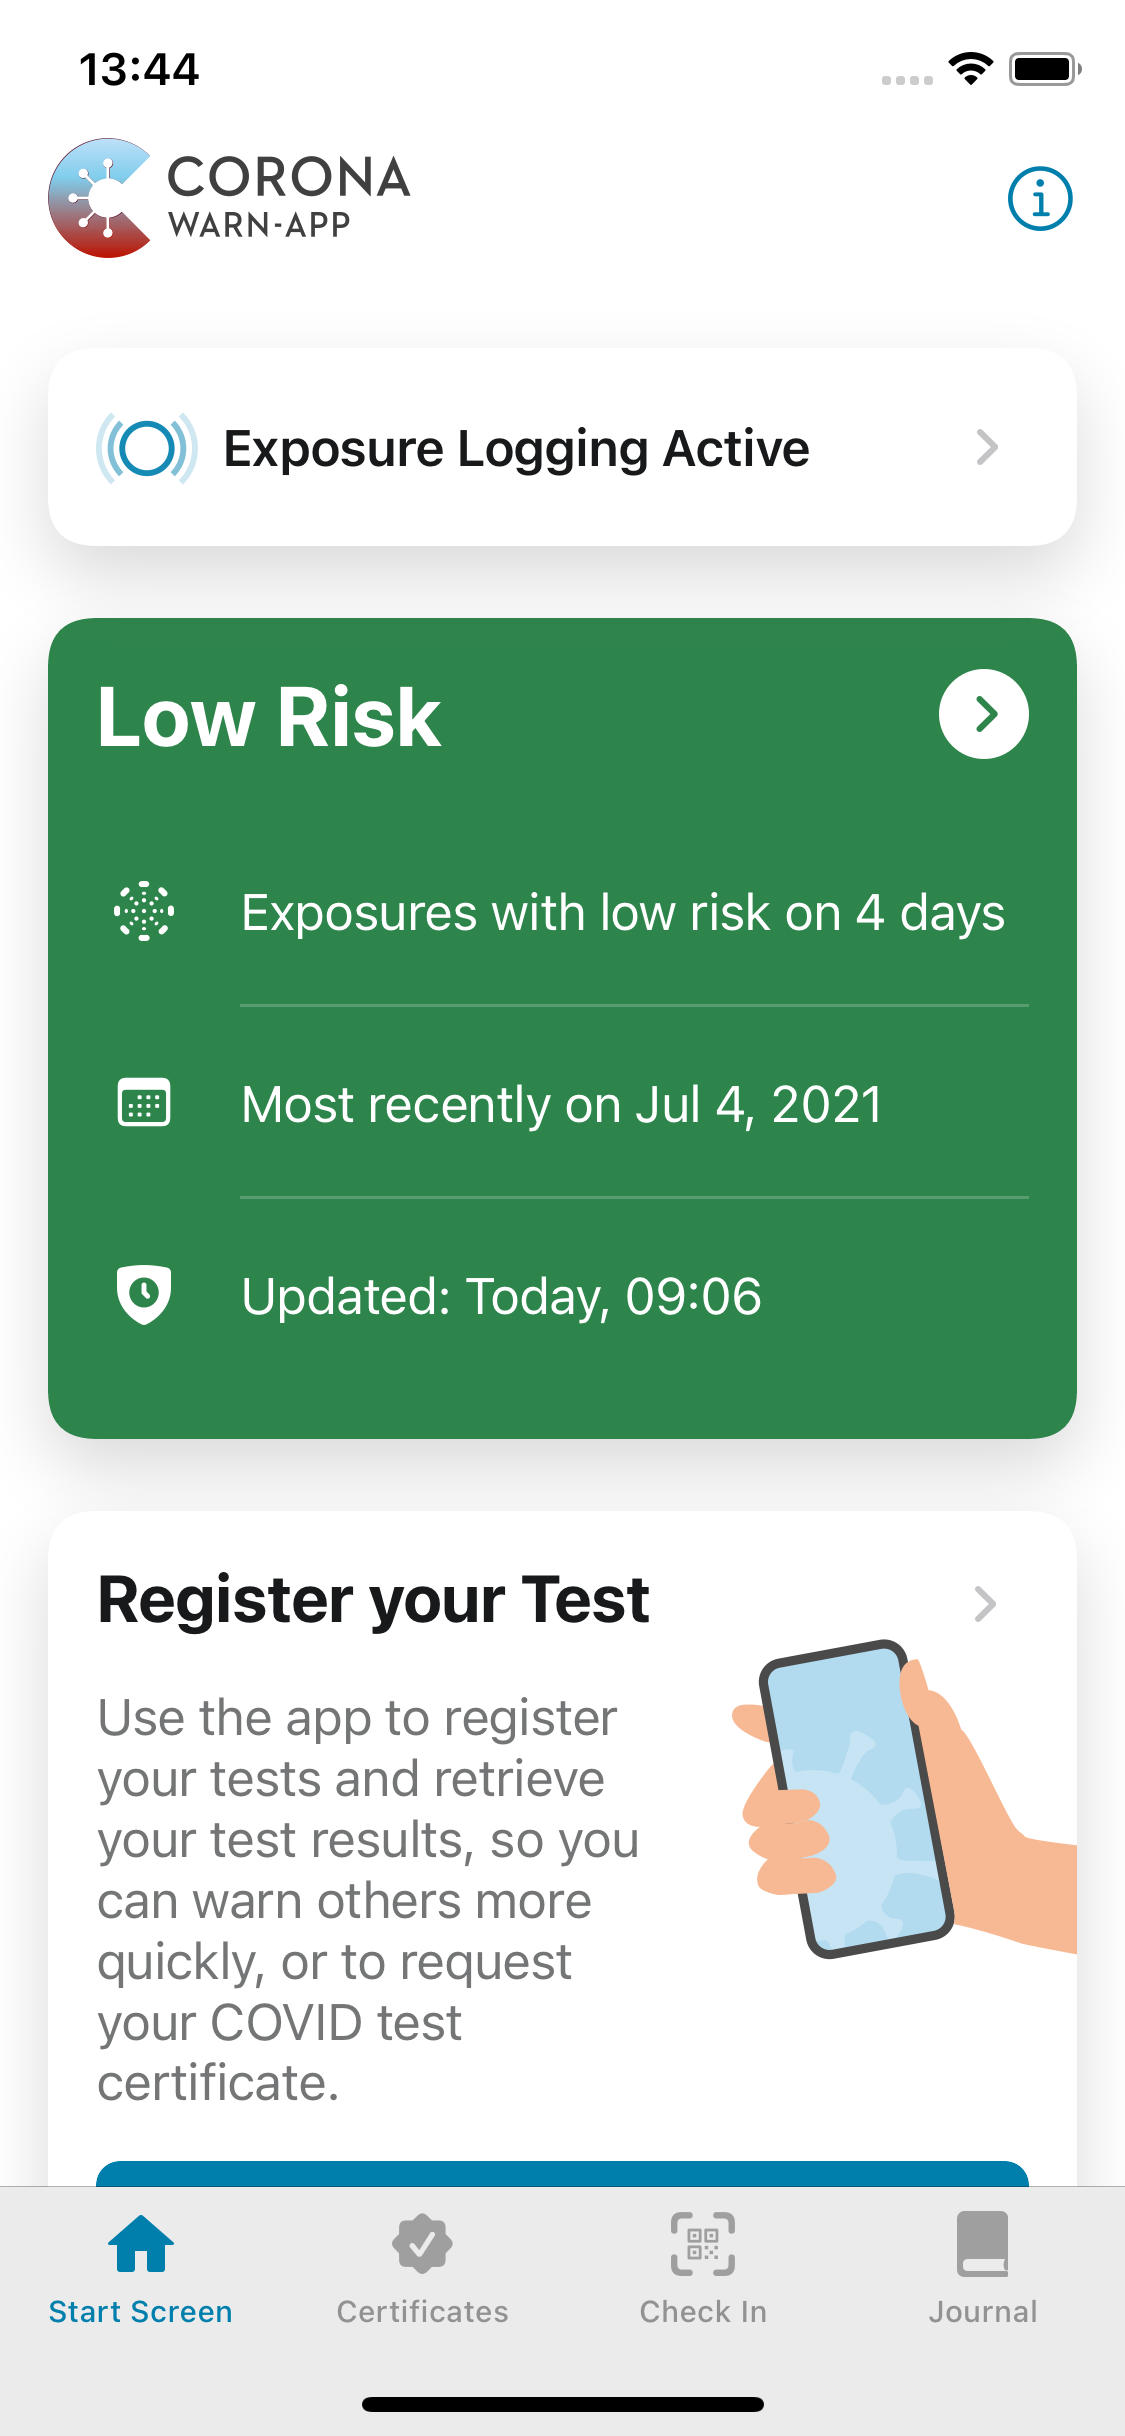 13:44
CORONA
WARN-APP
Exposure Logging Active
Low Risk
Exposures with low risk on 4 days
Most recently on Jul 4, 2021
Updated: Today, 09:06
Register your Test
Use the app to register
your tests and retrieve
your test results, so you
can warn others more
quickly, or to request
your COVID test
certificate.
Start Screen
Certificates
Check In
Journal